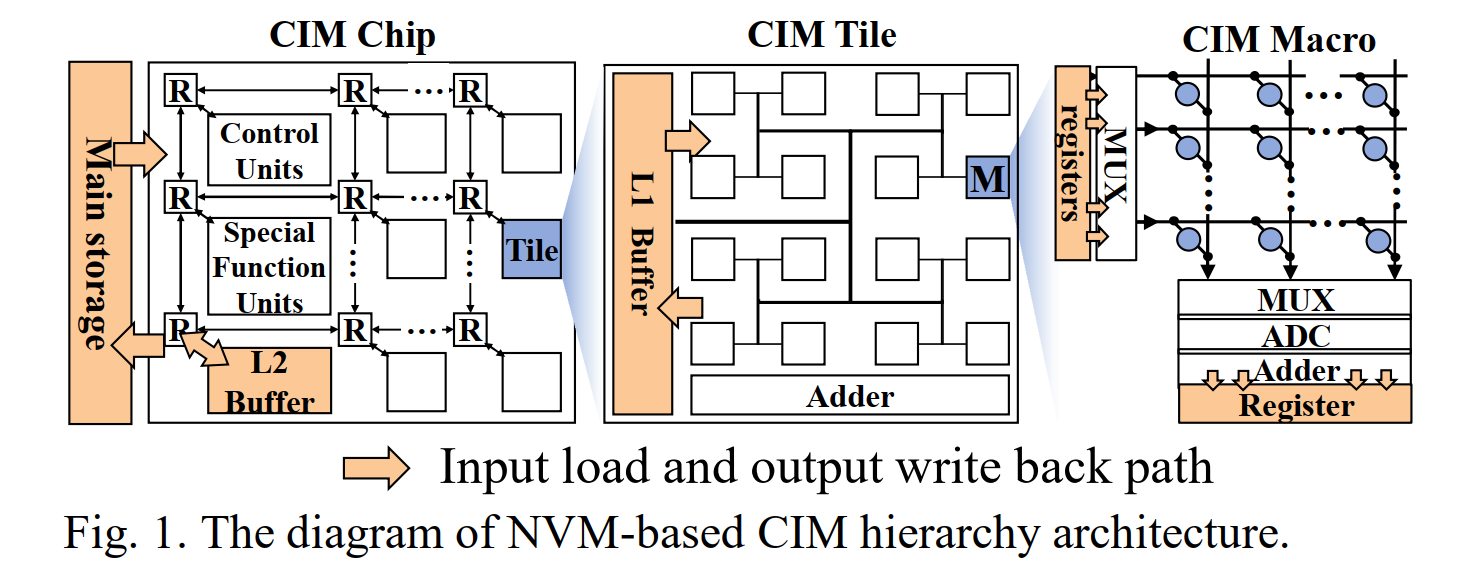 CIM Chip
CIM Tile
CIM Macro
Main storage
R
R
...
R
Control
Units
R
R
...
R
Special
Function
Units
Tile
R
R
...
R
L2
Buffer
L1 Buffer
M
Adder
registers
MUX
MUX
ADC
Adder
Register
Input load and output write back path
Fig. 1. The diagram of NVM-based CIM hierarchy architecture.